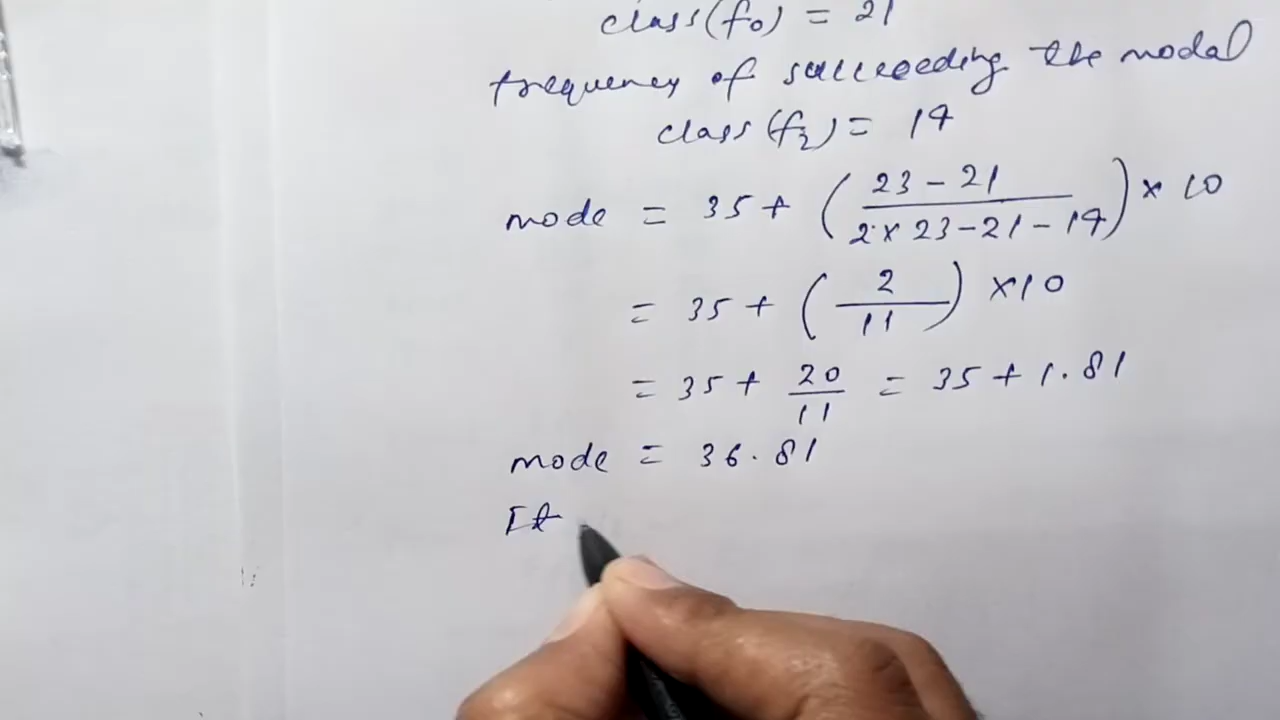 class (f₀) = 21
frequency of succeeding the modal
class (f₂) = 14
mode = 35 + ( 23 - 21 / 2 × 23 - 21 - 14 ) × 10
= 35 + ( 2 / 11 ) × 10
= 35 + 20 / 11 = 35 + 1.81
mode = 36.81
It